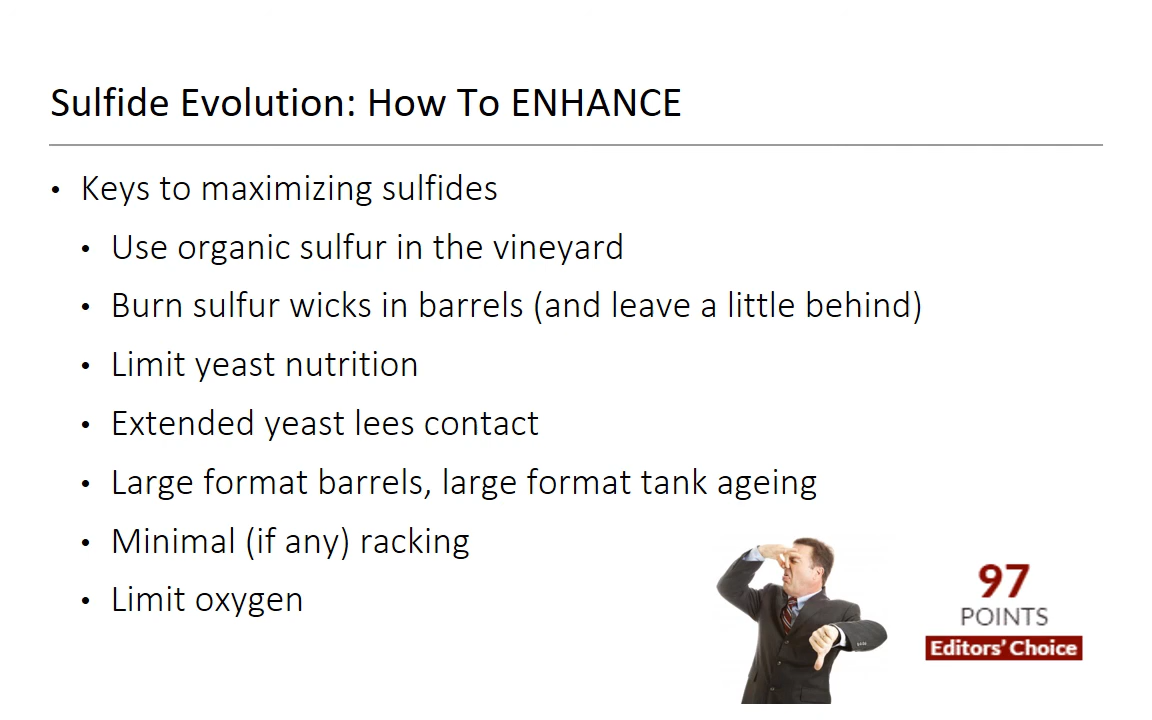 Sulfide Evolution: How To ENHANCE
• Keys to maximizing sulfides
• Use organic sulfur in the vineyard
• Burn sulfur wicks in barrels (and leave a little behind)
• Limit yeast nutrition
• Extended yeast lees contact
• Large format barrels, large format tank ageing
• Minimal (if any) racking
• Limit oxygen
97
POINTS
Editors' Choice